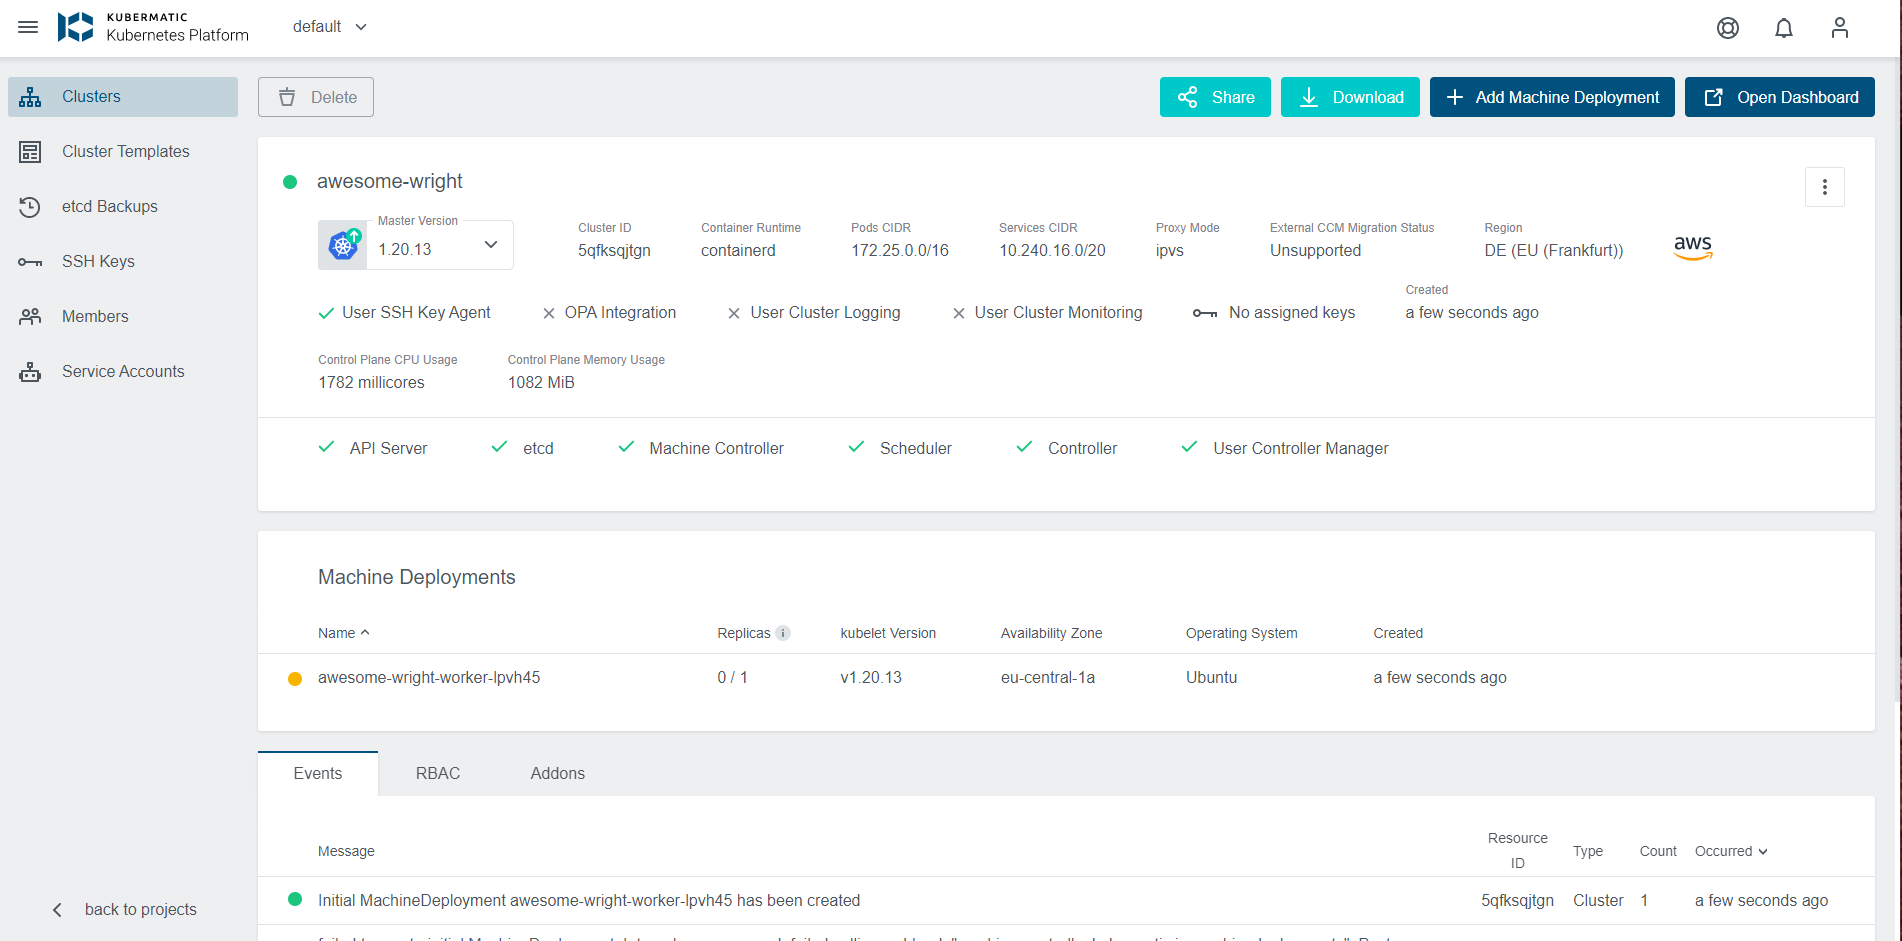 KUBERMATIC
Kubernetes Platform
default
Clusters
Cluster Templates
etcd Backups
SSH Keys
Members
Service Accounts
back to projects
Delete
Share
Download
Add Machine Deployment
Open Dashboard
awesome-wright
Master Version
1.20.13
Cluster ID
5qfksqjtgn
Container Runtime
containerd
Pods CIDR
172.25.0.0/16
Services CIDR
10.240.16.0/20
Proxy Mode
ipvs
External CCM Migration Status
Unsupported
Region
DE (EU (Frankfurt))
aws
User SSH Key Agent
OPA Integration
User Cluster Logging
User Cluster Monitoring
No assigned keys
Created
a few seconds ago
Control Plane CPU Usage
1782 millicores
Control Plane Memory Usage
1082 MiB
API Server
etcd
Machine Controller
Scheduler
Controller
User Controller Manager
Machine Deployments
Name
Replicas
kubelet Version
Availability Zone
Operating System
Created
awesome-wright-worker-lpvh45
0 / 1
v1.20.13
eu-central-1a
Ubuntu
a few seconds ago
Events
RBAC
Addons
Message
Resource
ID
Type
Count
Occurred
Initial MachineDeployment awesome-wright-worker-lpvh45 has been created
5qfksqjtgn
Cluster
1
a few seconds ago